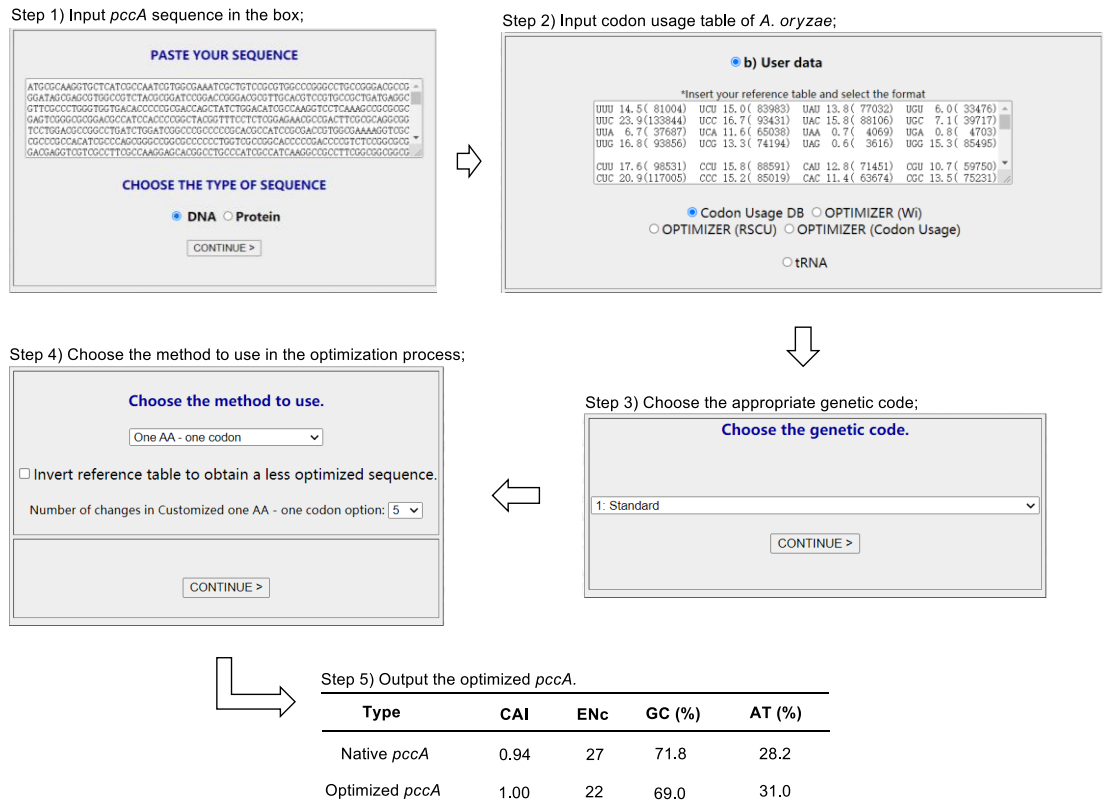 Step 1) Input pccA sequence in the box;
PASTE YOUR SEQUENCE
ATGCGCAAGGTGCTCATCGCCAATCGTGGCGAAATCGCTGTCCGCGTGGCCCGGGCCTGCCGGGACGCCG
GGATAGCGAGCGTGGCCGTCTACGCGGATCCGGACCGGGACGCGTTGCACGTCCGTGCCGCTGATGAGGC
GTTCGCCCTGGGTGGTGACACCCCCGCGACCAGCTATCTGGACATCGCCAAGGTCCTCAAAGCCGCGCGC
GAGTCGGGCGCGGACGCCATCCACCCCGGCTACGGTTTCCTCTCGGAGAACGCCGACTTCGCGCAGGCGG
TCCTGGACGCCGGCCTGATCTGGATCGGCCCCCCGCACGCCATCCGCGACCGTGGCGAAAAGGTCGC
CGCCCGCCACATCGCCCAGCGGGCCGGCGCCCCCCTGGTCGCCGGCACCCCCGACCCCGTCTCCGGCGCG
GACGAGGTCGTCGCCTTCGCCAAGGAGCACGGCCTGCCCATCGCCATCAAGGCCGCCTTCGGCGGCGGCG
CHOOSE THE TYPE OF SEQUENCE
DNA Protein
CONTINUE >
Step 2) Input codon usage table of A. oryzae;
b) User data
*Insert your reference table and select the format
UUU 14.5( 81004) UCU 15.0( 83983) UAU 13.8( 77032) UGU 6.0( 33476)
UUC 23.9(133844) UCC 16.7( 93431) UAC 15.8( 88106) UGC 7.1( 39717)
UUA 6.7( 37687) UCA 11.6( 65038) UAA 0.7( 4069) UGA 0.8( 4703)
UUG 16.8( 93856) UCG 13.3( 74194) UAG 0.6( 3616) UGG 15.3( 85495)
CUU 17.6( 98531) CCU 15.8( 88591) CAU 12.8( 71451) CGU 10.7( 59750)
CUC 20.9(117005) CCC 15.2( 85019) CAC 11.4( 63674) CGC 13.5( 75231)
Codon Usage DB OPTIMIZER (Wi)
OPTIMIZER (RSCU) OPTIMIZER (Codon Usage)
tRNA
Step 3) Choose the appropriate genetic code;
Choose the genetic code.
1: Standard
CONTINUE >
Step 4) Choose the method to use in the optimization process;
Choose the method to use.
One AA - one codon
Invert reference table to obtain a less optimized sequence.
Number of changes in Customized one AA - one codon option: 5
CONTINUE >
Step 5) Output the optimized pccA.
Type CAI ENc GC (%) AT (%)
Native pccA 0.94 27 71.8 28.2
Optimized pccA 1.00 22 69.0 31.0